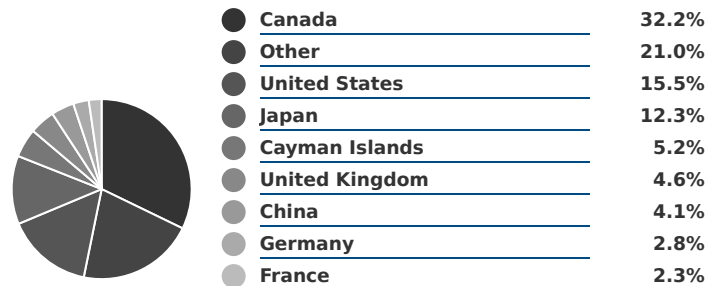 Canada 32.2%
Other 21.0%
United States 15.5%
Japan 12.3%
Cayman Islands 5.2%
United Kingdom 4.6%
China 4.1%
Germany 2.8%
France 2.3%